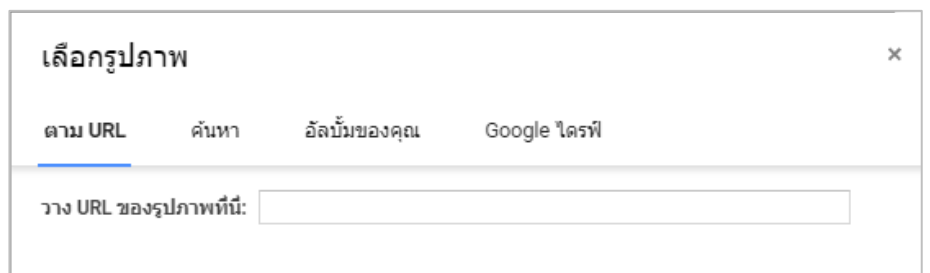 เลือกรูปภาพ ×
ตาม URL ค้นหา อัลบั้มของคุณ Google ไดรฟ์
วาง URL ของรูปภาพที่นี่: